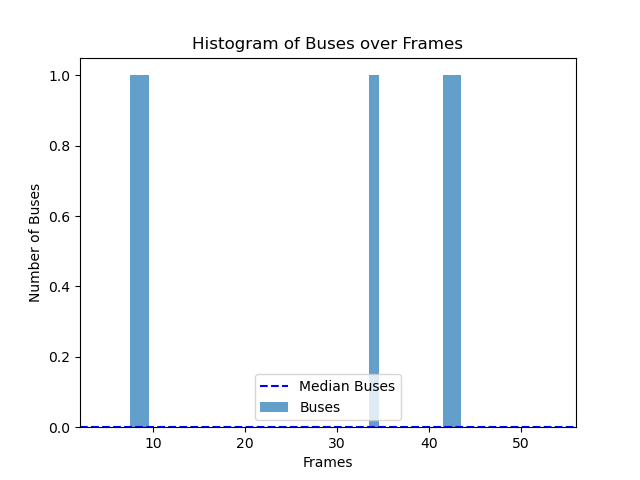 Histogram of Buses over Frames
Number of Buses
1.0
0.8
0.6
0.4
0.2
0.0
Median Buses
Buses
10 20 30 40 50
Frames